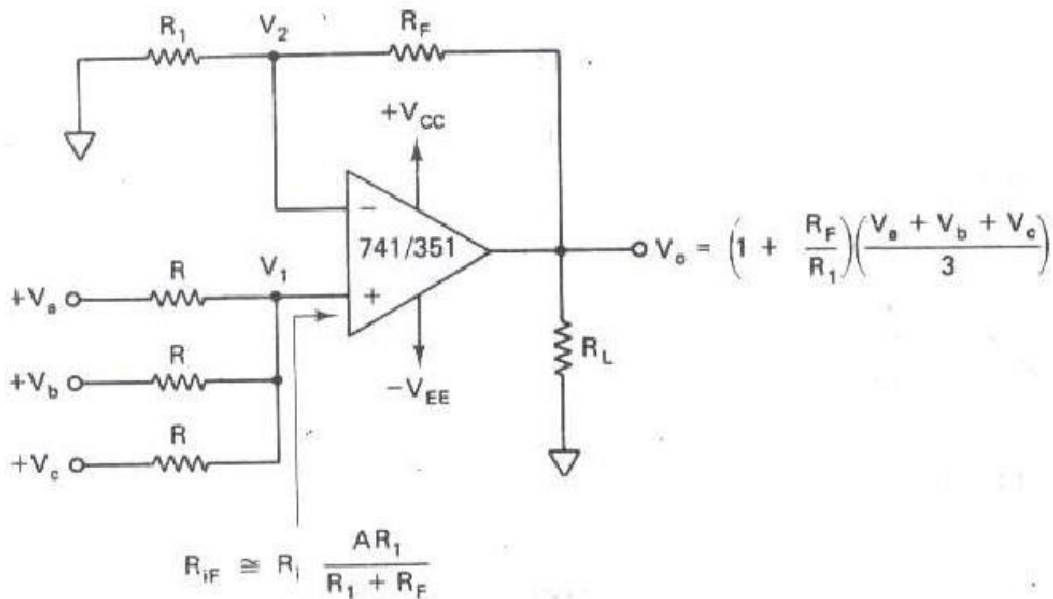 R₁
V₂
R_F
+V_CC
−
741/351
V_o = (1 + R_F/R₁)((V_a + V_b + V_c)/3)
R
V₁
+V_a
+
R
+V_b
R_L
−V_EE
R
+V_c
R_iF ≅ R_i AR₁/(R₁ + R_F)